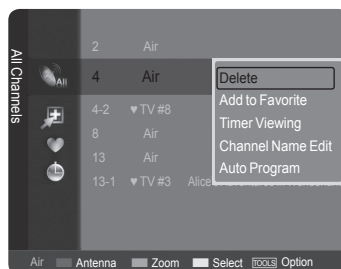 All Channels
All
2 Air
4 Air
4-2 ♥ TV #8
8 Air
13 Air
13-1 ♥ TV #3
Delete
Add to Favorite
Timer Viewing
Channel Name Edit
Auto Program
Air Antenna Zoom Select TOOLS Option